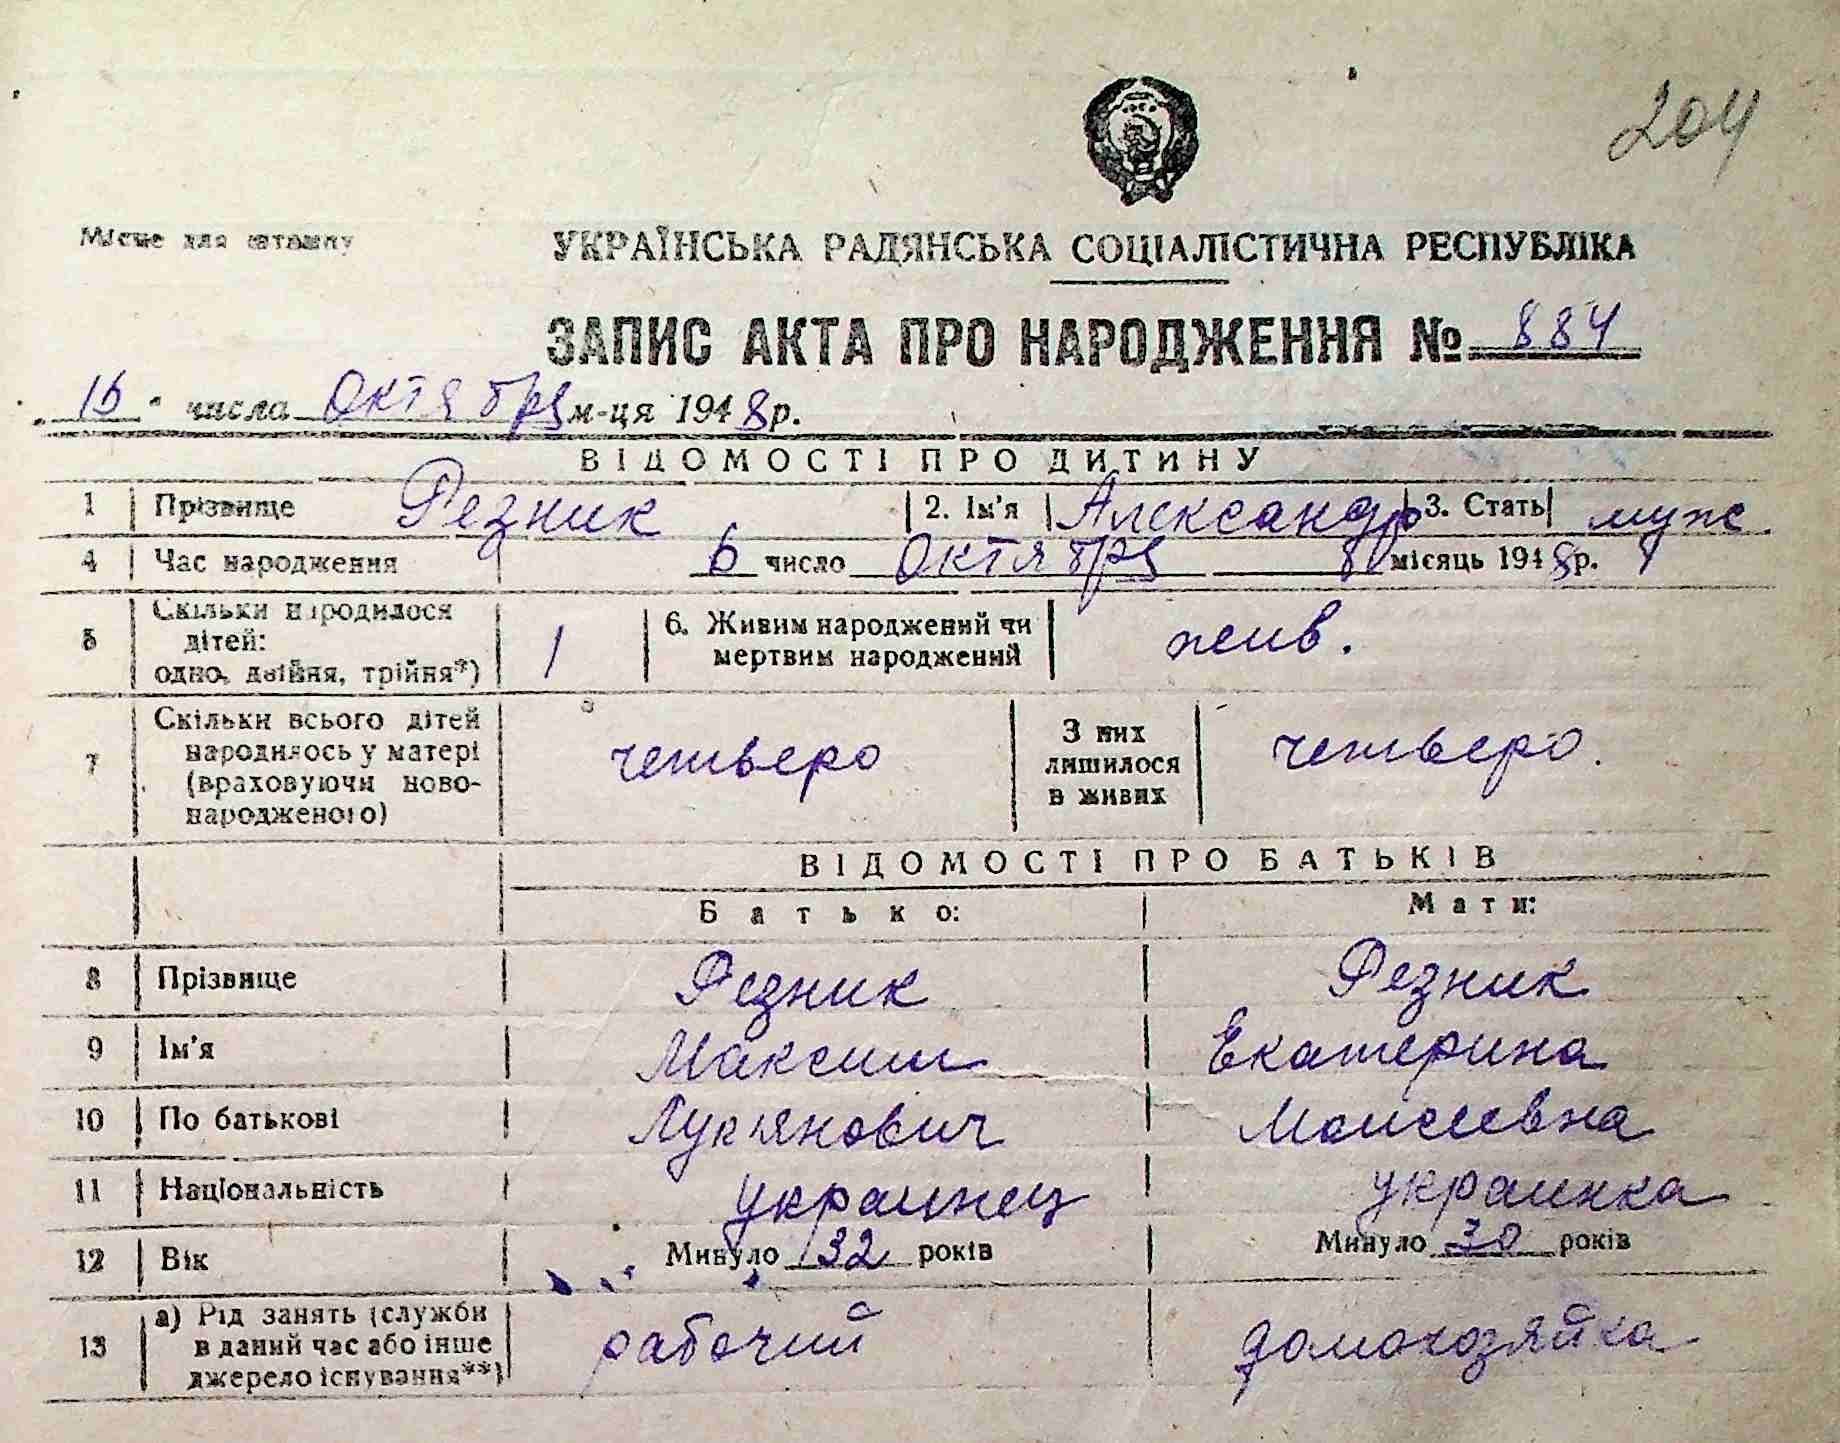 204
Місце для штампу
УКРАЇНСЬКА РАДЯНСЬКА СОЦІАЛІСТИЧНА РЕСПУБЛІКА
ЗАПИС АКТА ПРО НАРОДЖЕННЯ № 884
"16" числа Октября м-ця 1948 р.
ВІДОМОСТІ ПРО ДИТИНУ
1 Прізвище Резник 2. Ім'я Александр 3. Стать муж.
4 Час народження 6 число Октября місяць 1948 р.
5 Скільки народилося
дітей:
одно, двійня, трійня*) 1 6. Живим народжений чи
мертвим народжений жив.
7 Скільки всього дітей
народилось у матері
(враховуючи ново-
народженого) четверо З них
лишилося
в живих четверо.
ВІДОМОСТІ ПРО БАТЬКІВ
Батько: Мати:
8 Прізвище Резник Резник
9 Ім'я Максим Екатерина
10 По батькові Лук'янович Моисеевна
11 Національність украинец украинка
12 Вік Минуло 32 років Минуло 30 років
13 а) Рід занять (служби
в даний час або інше
джерело існування**) рабочий домохозяйка